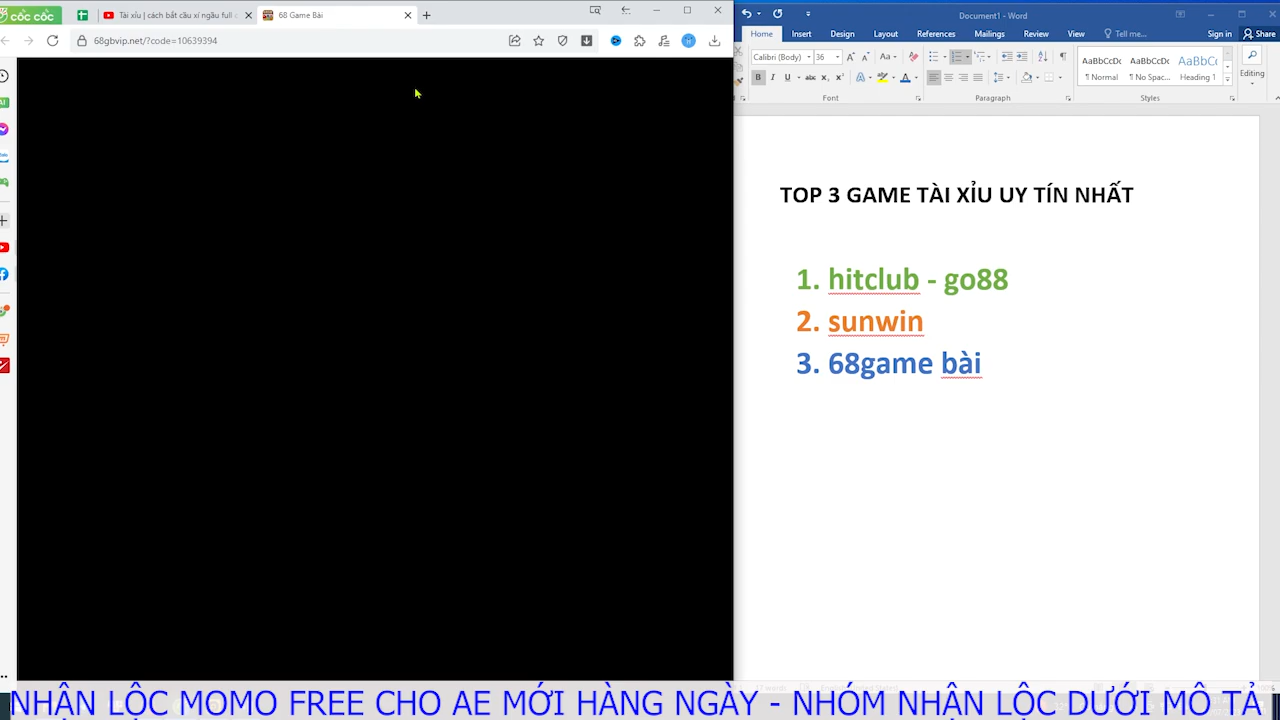 cốc cốc
Tài xỉu | cách bắt cầu xí ngầu full
68 Game Bài
68gbvip.net/?code=10639394
Document1 - Word
Home Insert Design Layout References Mailings Review View Tell me... Sign in Share
Calibri (Body) 36
AaBbCcDc AaBbCcDc AaBbCc
¶ Normal ¶ No Spac... Heading 1
Editing
Font Paragraph Styles
TOP 3 GAME TÀI XỈU UY TÍN NHẤT
1. hitclub - go88
2. sunwin
3. 68game bài
NHẬN LỘC MOMO FREE CHO AE MỚI HÀNG NGÀY - NHÓM NHẬN LỘC DƯỚI MÔ TẢ